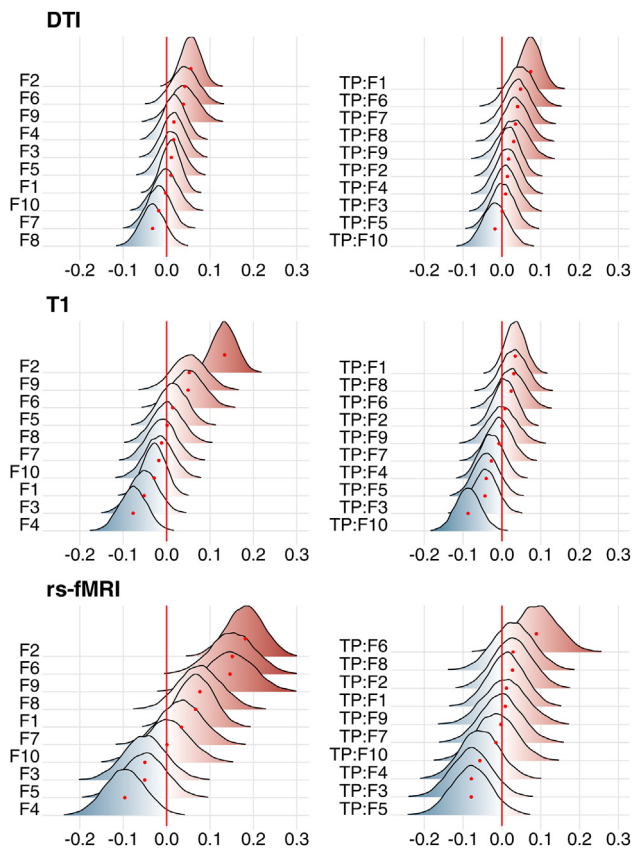 DTI
F2
F6
F9
F4
F3
F5
F1
F10
F7
F8
-0.2 -0.1 0.0 0.1 0.2 0.3
TP:F1
TP:F6
TP:F7
TP:F8
TP:F9
TP:F2
TP:F4
TP:F3
TP:F5
TP:F10
-0.2 -0.1 0.0 0.1 0.2 0.3
T1
F2
F9
F6
F5
F8
F7
F10
F1
F3
F4
-0.2 -0.1 0.0 0.1 0.2 0.3
TP:F1
TP:F8
TP:F6
TP:F2
TP:F9
TP:F7
TP:F4
TP:F5
TP:F3
TP:F10
-0.2 -0.1 0.0 0.1 0.2 0.3
rs-fMRI
F2
F6
F9
F8
F1
F7
F10
F3
F5
F4
-0.2 -0.1 0.0 0.1 0.2 0.3
TP:F6
TP:F8
TP:F2
TP:F1
TP:F9
TP:F7
TP:F10
TP:F4
TP:F3
TP:F5
-0.2 -0.1 0.0 0.1 0.2 0.3